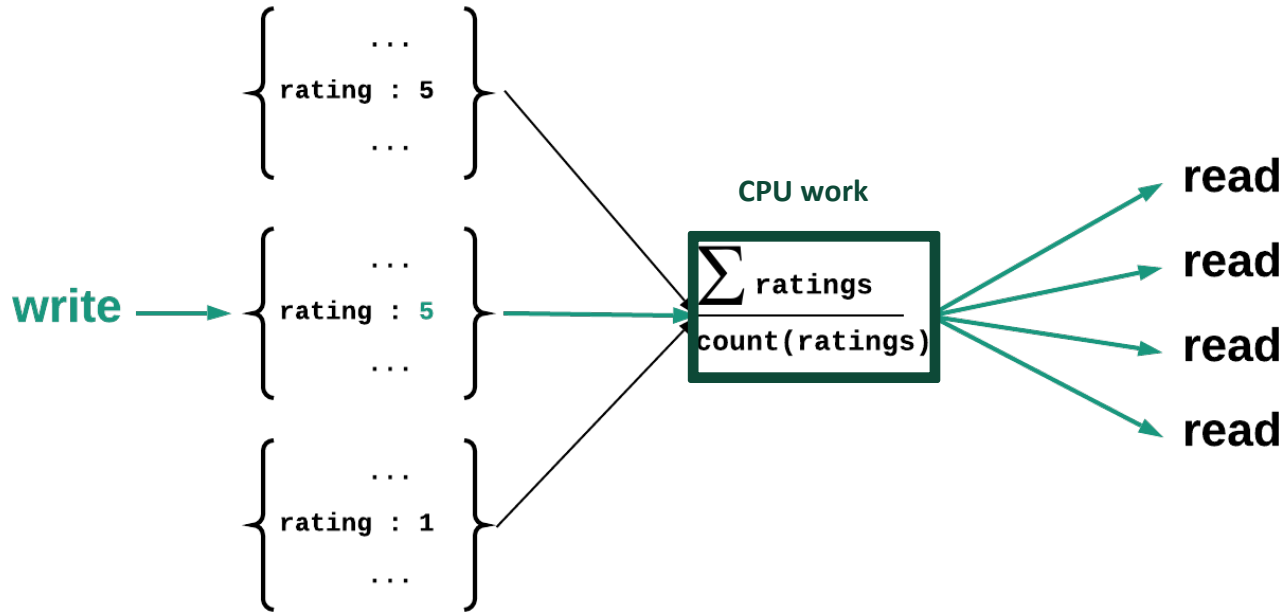 ...
rating : 5
...
write
...
rating : 5
...
...
rating : 1
...
CPU work
∑ ratings
count(ratings)
read
read
read
read